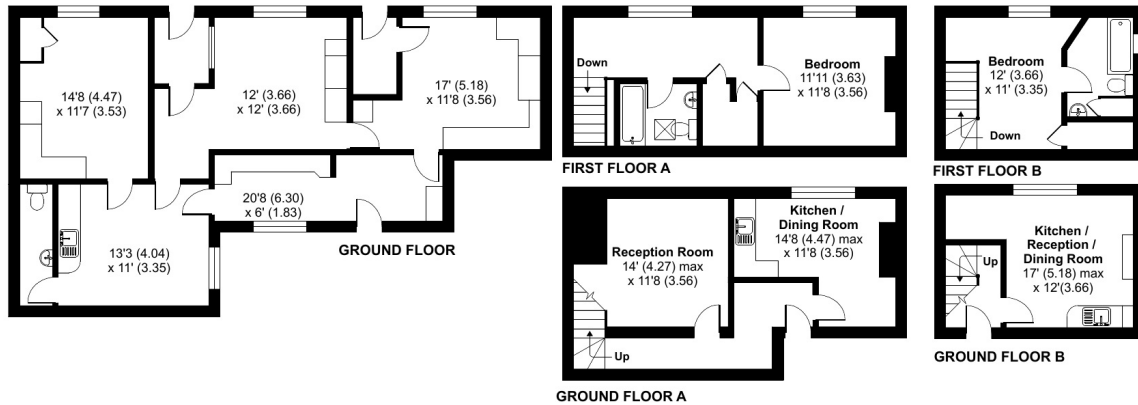 14'8 (4.47)
x 11'7 (3.53)
12' (3.66)
x 12' (3.66)
17' (5.18)
x 11'8 (3.56)
20'8 (6.30)
x 6' (1.83)
13'3 (4.04)
x 11' (3.35)
GROUND FLOOR
Down
Bedroom
11'11 (3.63)
x 11'8 (3.56)
FIRST FLOOR A
Bedroom
12' (3.66)
x 11' (3.35)
Down
FIRST FLOOR B
Reception Room
14' (4.27) max
x 11'8 (3.56)
Kitchen /
Dining Room
14'8 (4.47) max
x 11'8 (3.56)
Up
GROUND FLOOR A
Kitchen /
Reception /
Dining Room
17' (5.18) max
x 12'(3.66)
Up
GROUND FLOOR B